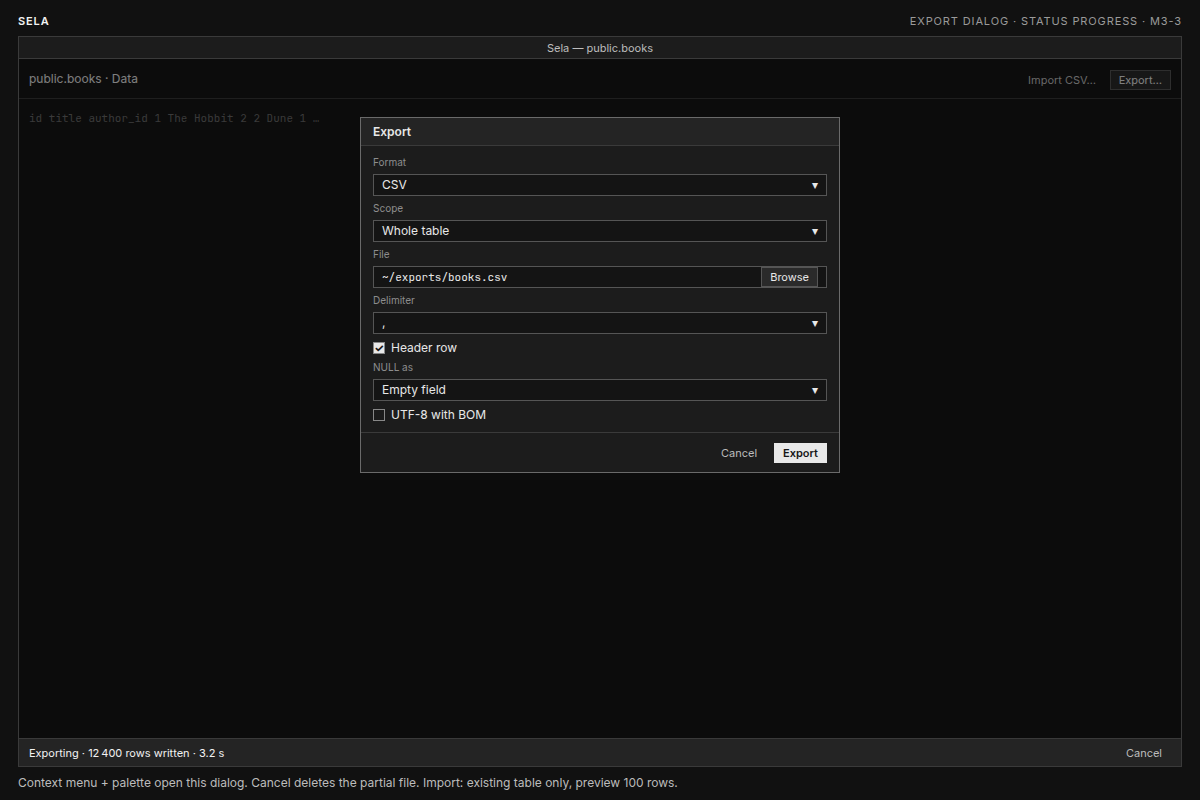 SELA
EXPORT DIALOG · STATUS PROGRESS · M3-3
Sela — public.books
public.books · Data
Import CSV…
Export…
id title author_id 1 The Hobbit 2 2 Dune 1 …
Export
Format
CSV
Scope
Whole table
File
~/exports/books.csv
Browse
Delimiter
,
Header row
NULL as
Empty field
UTF-8 with BOM
Cancel
Export
Exporting · 12 400 rows written · 3.2 s
Cancel
Context menu + palette open this dialog. Cancel deletes the partial file. Import: existing table only, preview 100 rows.